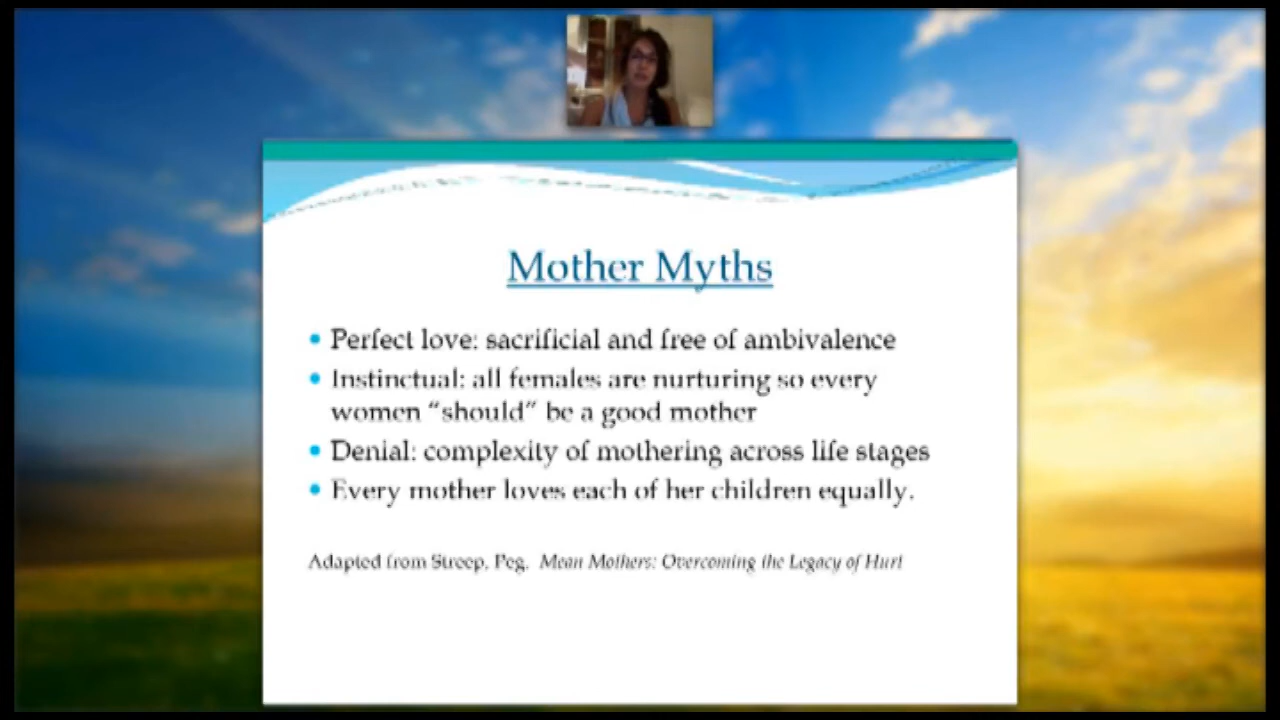 Mother Myths
• Perfect love: sacrificial and free of ambivalence
• Instinctual: all females are nurturing so every
women “should” be a good mother
• Denial: complexity of mothering across life stages
• Every mother loves each of her children equally.
Adapted from Streep, Peg. Mean Mothers: Overcoming the Legacy of Hurt